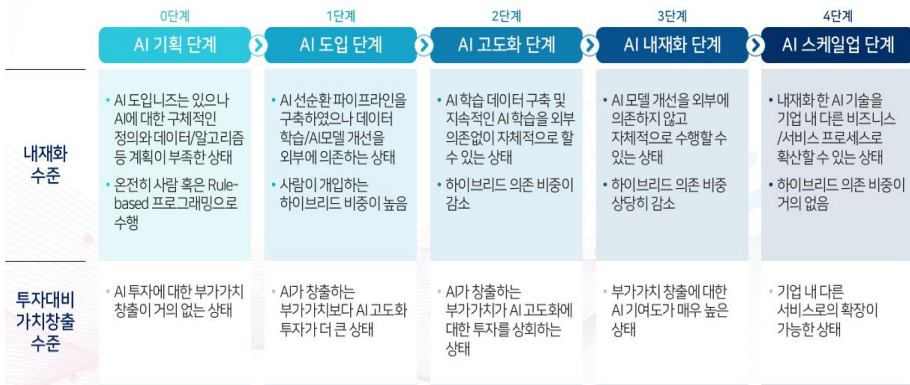 0단계
1단계
2단계
3단계
4단계
AI 기획 단계
AI 도입 단계
AI 고도화 단계
AI 내재화 단계
AI 스케일업 단계
내재화
수준
• AI 도입니즈는 있으나
AI에 대한 구체적인
정의와 데이터/알고리즘
등 계획이 부족한 상태
• 온전히 사람 혹은 Rule-
based 프로그래밍으로
수행
• AI 선순환 파이프라인을
구축하였으나 데이터
학습/AI모델 개선을
외부에 의존하는 상태
• 사람이 개입하는
하이브리드 비중이 높음
• AI 학습 데이터 구축 및
지속적인 AI 학습을 외부
의존없이 자체적으로 할
수 있는 상태
• 하이브리드 의존 비중이
감소
• AI 모델 개선을 외부에
의존하지 않고
자체적으로 수행할 수
있는 상태
• 하이브리드 의존 비중
상당히 감소
• 내재화 한 AI 기술을
기업 내 다른 비즈니스
/서비스 프로세스로
확산할 수 있는 상태
• 하이브리드 의존 비중이
거의 없음
투자대비
가치창출
수준
• AI 투자에 대한 부가가치
창출이 거의 없는 상태
• AI가 창출하는
부가가치보다 AI 고도화
투자가 더 큰 상태
• AI가 창출하는
부가가치가 AI 고도화에
대한 투자를 상회하는
상태
• 부가가치 창출에 대한
AI 기여도가 매우 높은
상태
• 기업 내 다른
서비스로의 확장이
가능한 상태